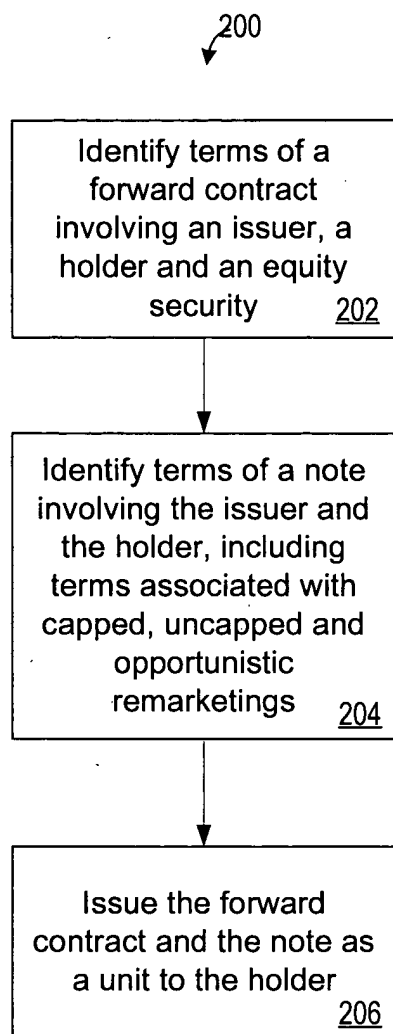 200
Identify terms of a
forward contract
involving an issuer, a
holder and an equity
security
202
Identify terms of a note
involving the issuer and
the holder, including
terms associated with
capped, uncapped and
opportunistic
remarketings
204
Issue the forward
contract and the note as
a unit to the holder
206